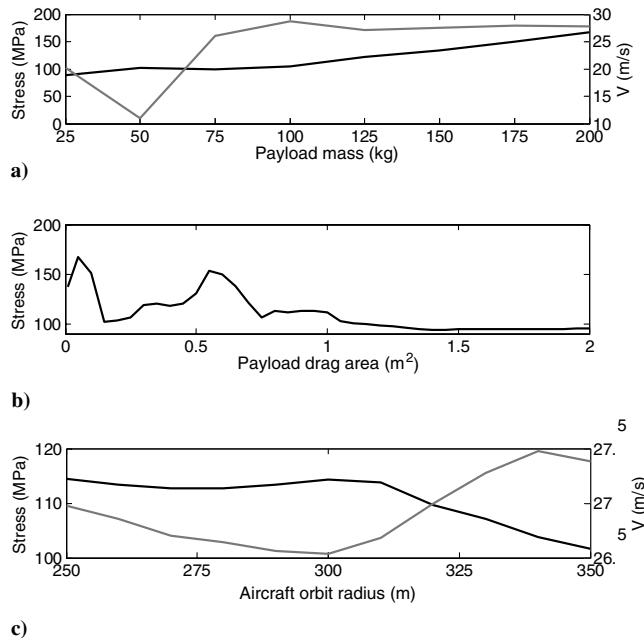 200
150
100
50
0
Stress (MPa)
30
25
20
15
10
V (m/s)
25 50 75 100 125 150 175 200
Payload mass (kg)
a)
200
150
100
Stress (MPa)
0 0.5 1 1.5 2
Payload drag area (m²)
b)
120
110
100
Stress (MPa)
5
27.
27
5
26.
V (m/s)
250 275 300 325 350
Aircraft orbit radius (m)
c)